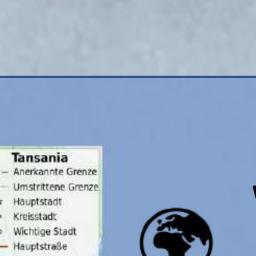 Tansania
Anerkannte Grenze
Umstrittene Grenze
Hauptstadt
Kreisstadt
Wichtige Stadt
Hauptstraße